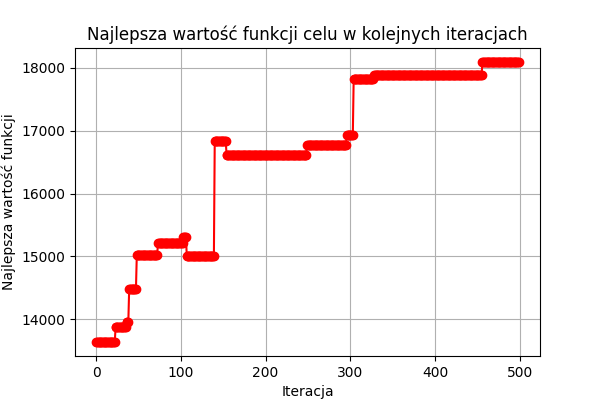 Najlepsza wartość funkcji celu w kolejnych iteracjach
Najlepsza wartość funkcji
18000
17000
16000
15000
14000
0 100 200 300 400 500
Iteracja